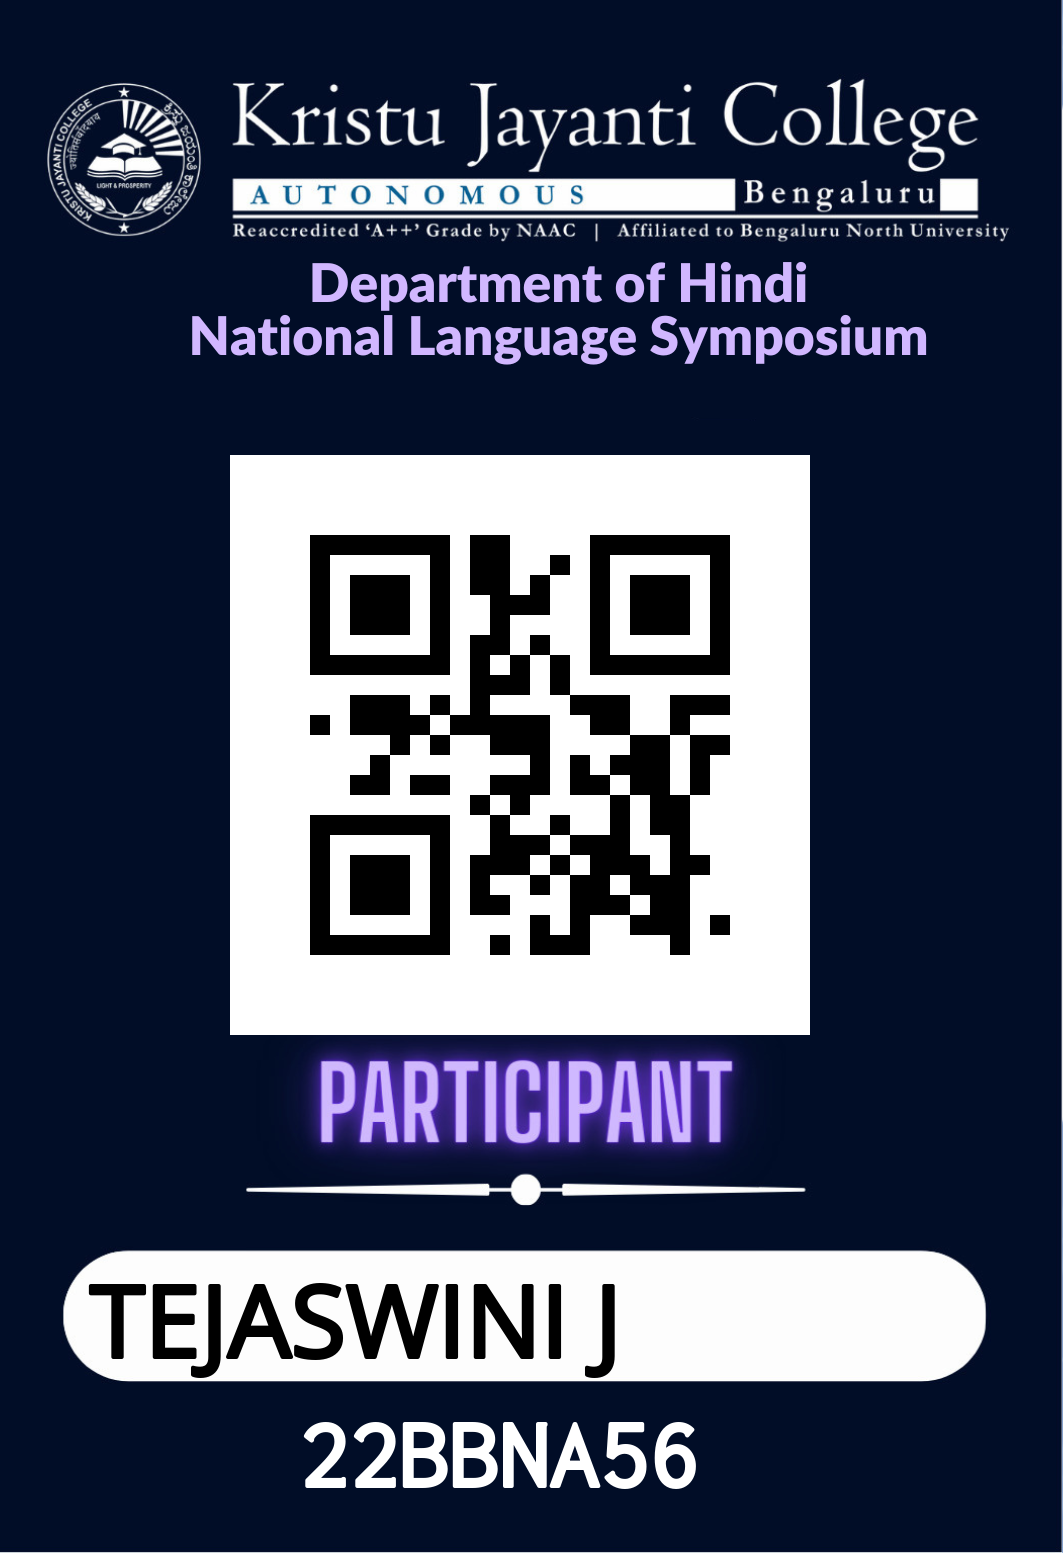 KRISTU JAYANTI COLLEGE
LIGHT & PROSPERITY
Kristu Jayanti College
AUTONOMOUS Bengaluru
Reaccredited ‘A++’ Grade by NAAC | Affiliated to Bengaluru North University
Department of Hindi
National Language Symposium
PARTICIPANT
TEJASWINI J
22BBNA56